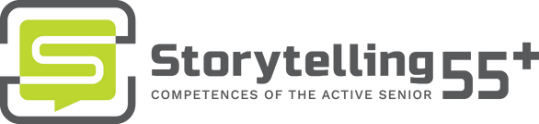 Storytelling 55+
COMPETENCES OF THE ACTIVE SENIOR